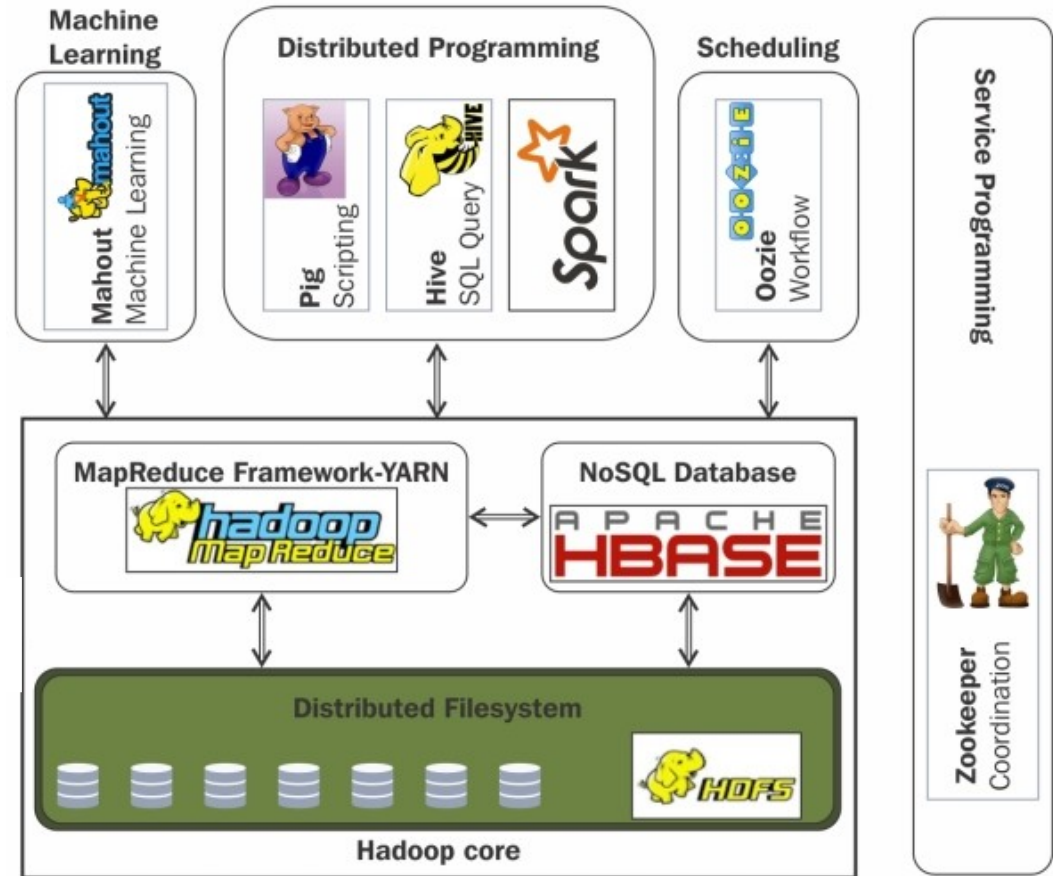 Machine
Learning
mahout
Mahout
Machine Learning
Distributed Programming
Pig
Scripting
HIVE
Hive
SQL Query
Spark
Scheduling
OOZIE
Oozie
Workflow
Service Programming
Zookeeper
Coordination
MapReduce Framework-YARN
hadoop
Map Reduce
NoSQL Database
APACHE
HBASE
Distributed Filesystem
HDFS
Hadoop core